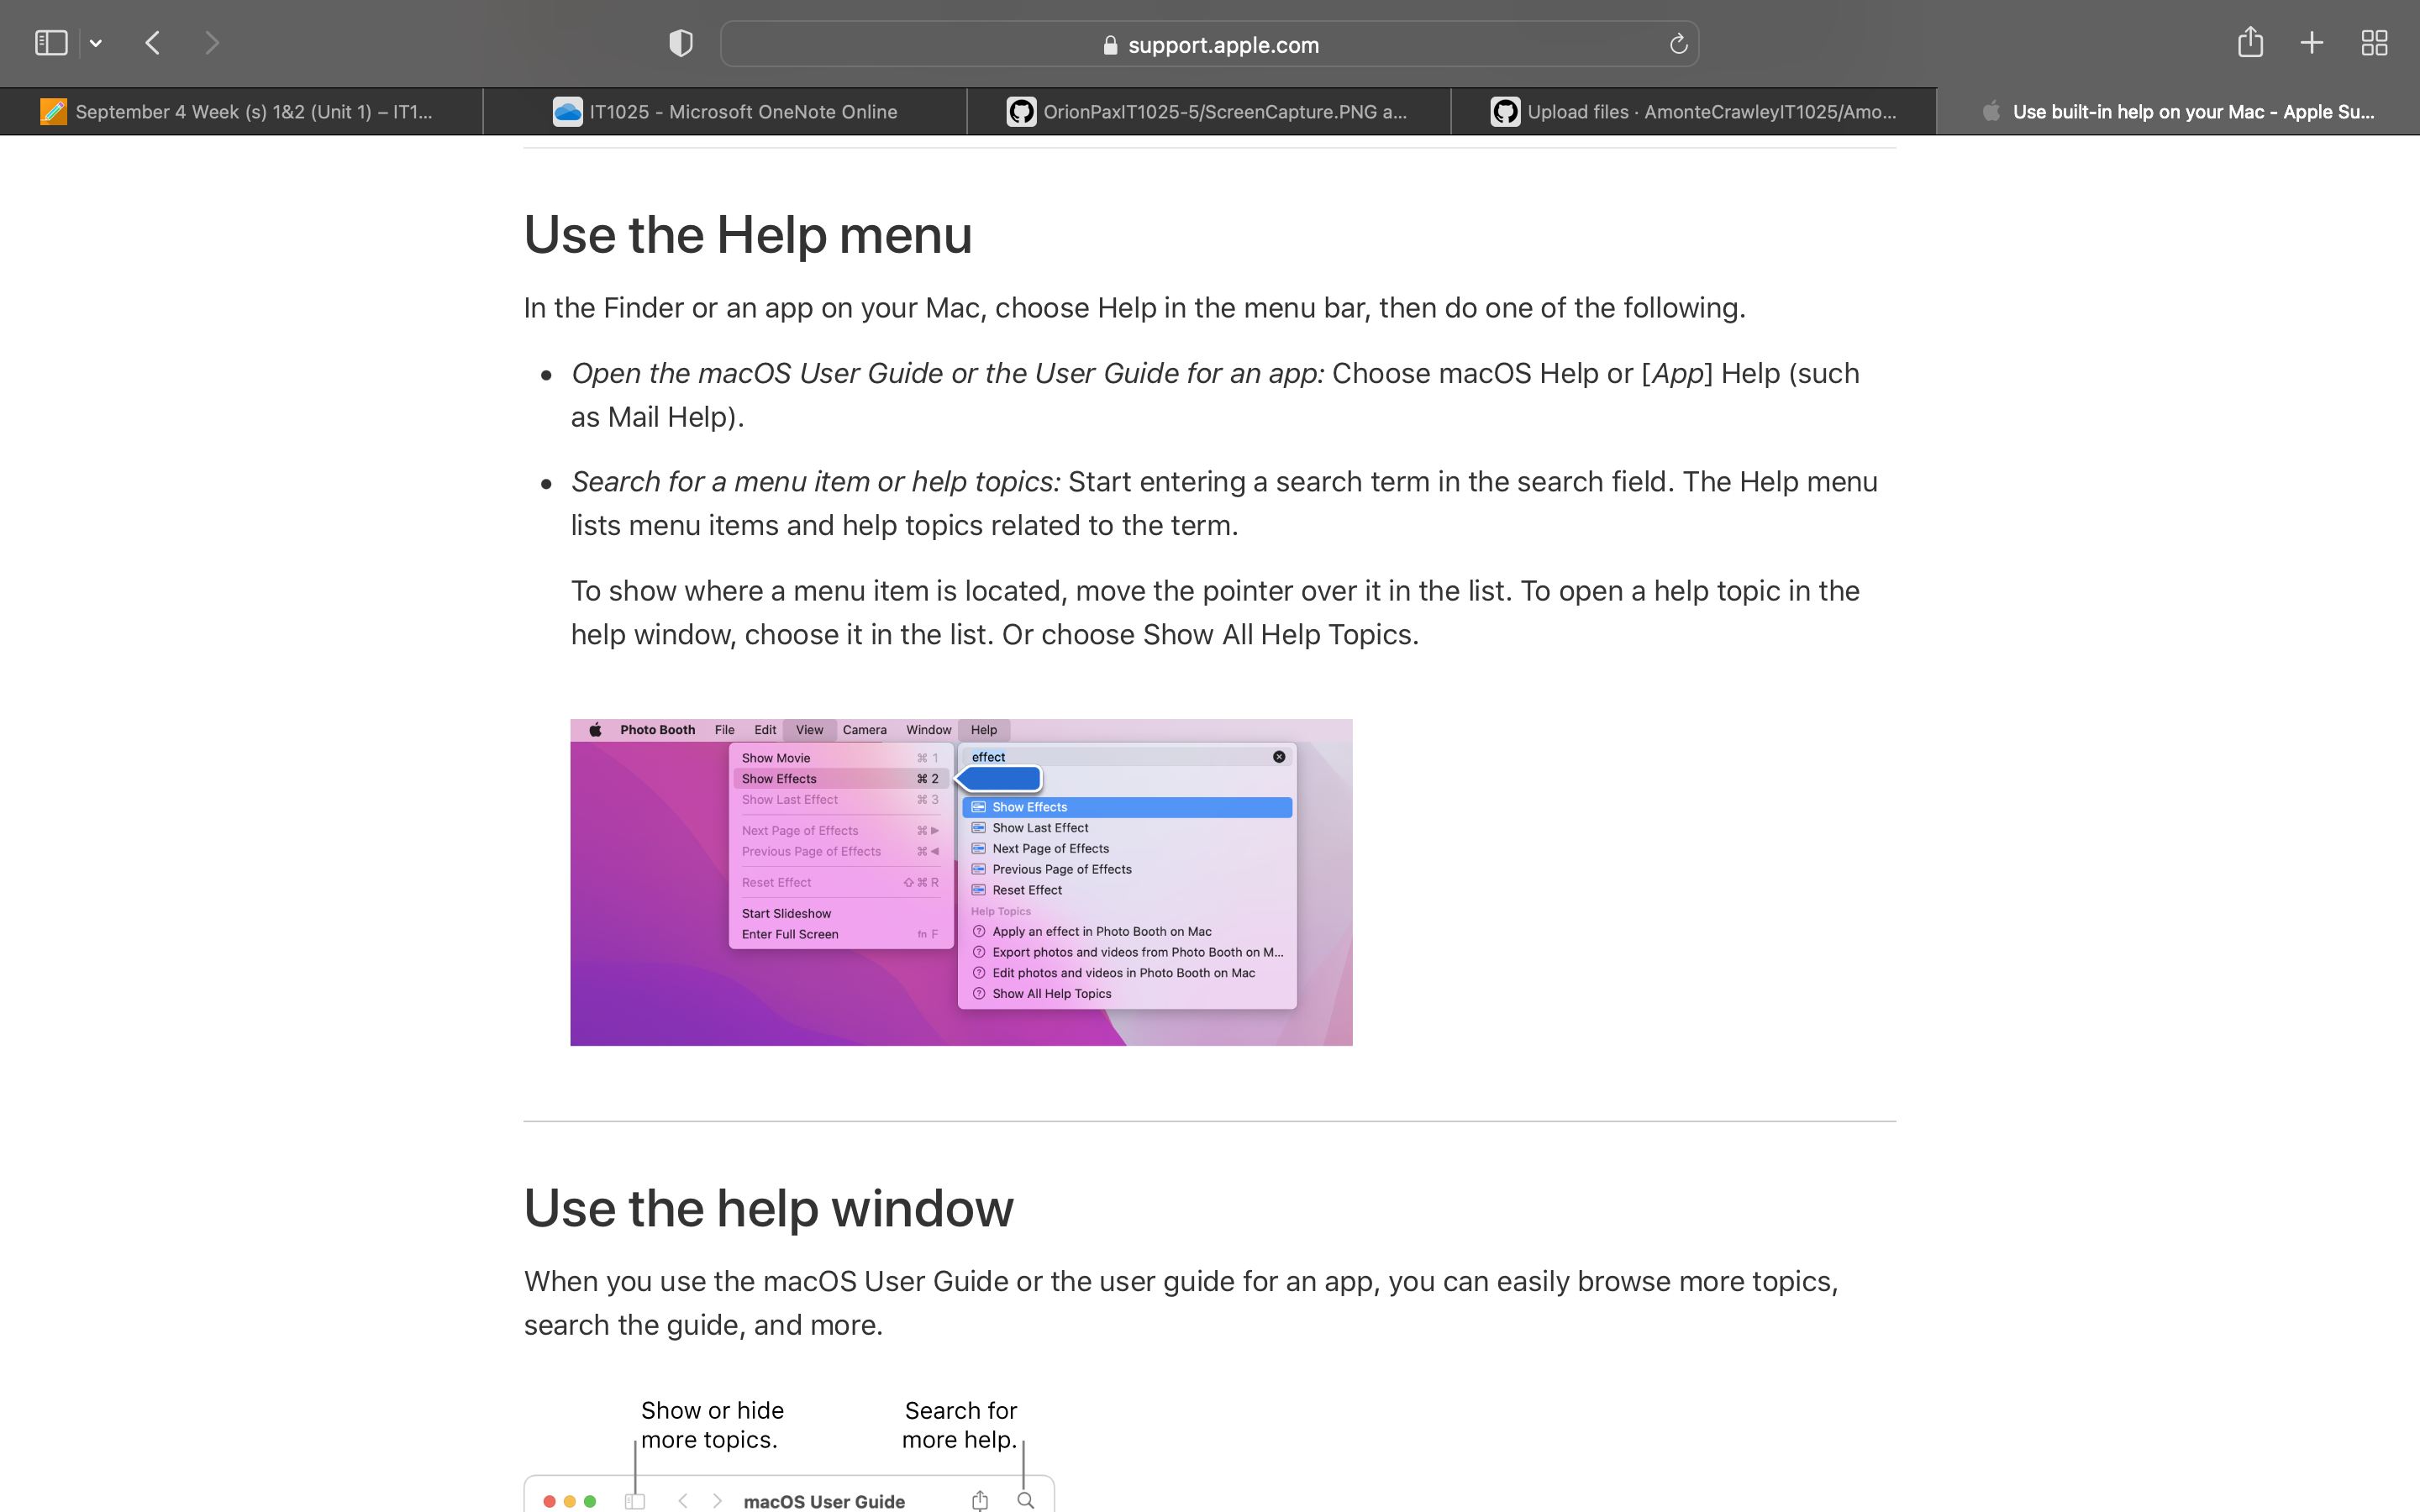 support.apple.com
September 4 Week (s) 1&2 (Unit 1) – IT1...
IT1025 - Microsoft OneNote Online
OrionPaxIT1025-5/ScreenCapture.PNG a...
Upload files · AmonteCrawleyIT1025/Amo...
Use built-in help on your Mac - Apple Su...
Use the Help menu
In the Finder or an app on your Mac, choose Help in the menu bar, then do one of the following.
• Open the macOS User Guide or the User Guide for an app: Choose macOS Help or [App] Help (such
as Mail Help).
• Search for a menu item or help topics: Start entering a search term in the search field. The Help menu
lists menu items and help topics related to the term.
To show where a menu item is located, move the pointer over it in the list. To open a help topic in the
help window, choose it in the list. Or choose Show All Help Topics.
Photo Booth File Edit View Camera Window Help
Show Movie ⌘ 1
Show Effects ⌘ 2
Show Last Effect ⌘ 3
Next Page of Effects ⌘ ▶
Previous Page of Effects ⌘ ◀
Reset Effect ⇧ ⌘ R
Start Slideshow
Enter Full Screen fn F
effect
Show Effects
Show Last Effect
Next Page of Effects
Previous Page of Effects
Reset Effect
Help Topics
Apply an effect in Photo Booth on Mac
Export photos and videos from Photo Booth on M...
Edit photos and videos in Photo Booth on Mac
Show All Help Topics
Use the help window
When you use the macOS User Guide or the user guide for an app, you can easily browse more topics,
search the guide, and more.
Show or hide
more topics.
Search for
more help.
macOS User Guide